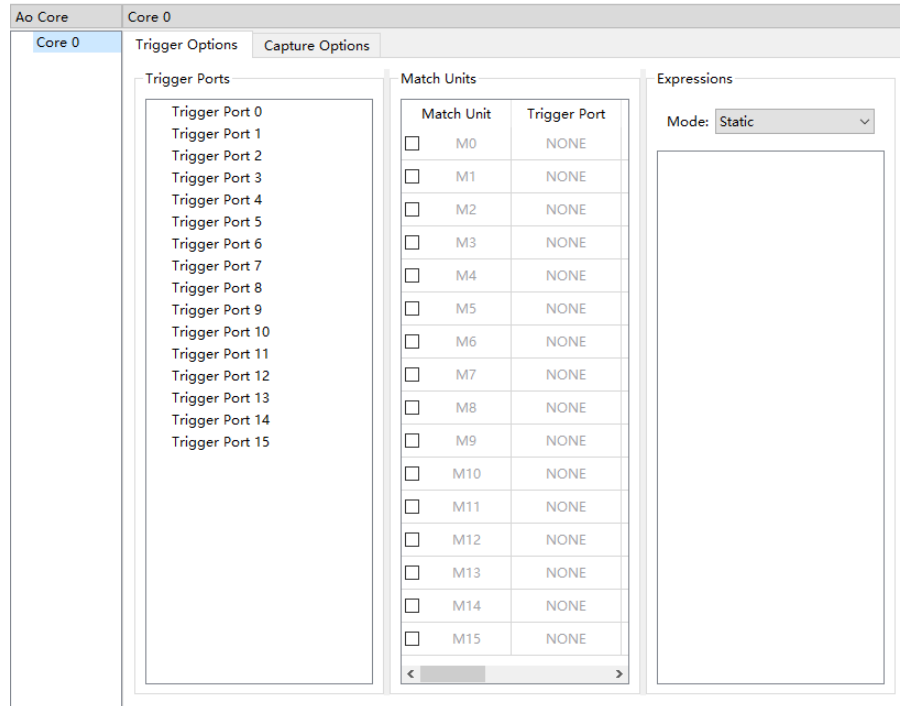 Ao Core
Core 0
Core 0
Trigger Options
Capture Options
Trigger Ports
Trigger Port 0
Trigger Port 1
Trigger Port 2
Trigger Port 3
Trigger Port 4
Trigger Port 5
Trigger Port 6
Trigger Port 7
Trigger Port 8
Trigger Port 9
Trigger Port 10
Trigger Port 11
Trigger Port 12
Trigger Port 13
Trigger Port 14
Trigger Port 15
Match Units
Match Unit Trigger Port
M0 NONE
M1 NONE
M2 NONE
M3 NONE
M4 NONE
M5 NONE
M6 NONE
M7 NONE
M8 NONE
M9 NONE
M10 NONE
M11 NONE
M12 NONE
M13 NONE
M14 NONE
M15 NONE
Expressions
Mode: Static